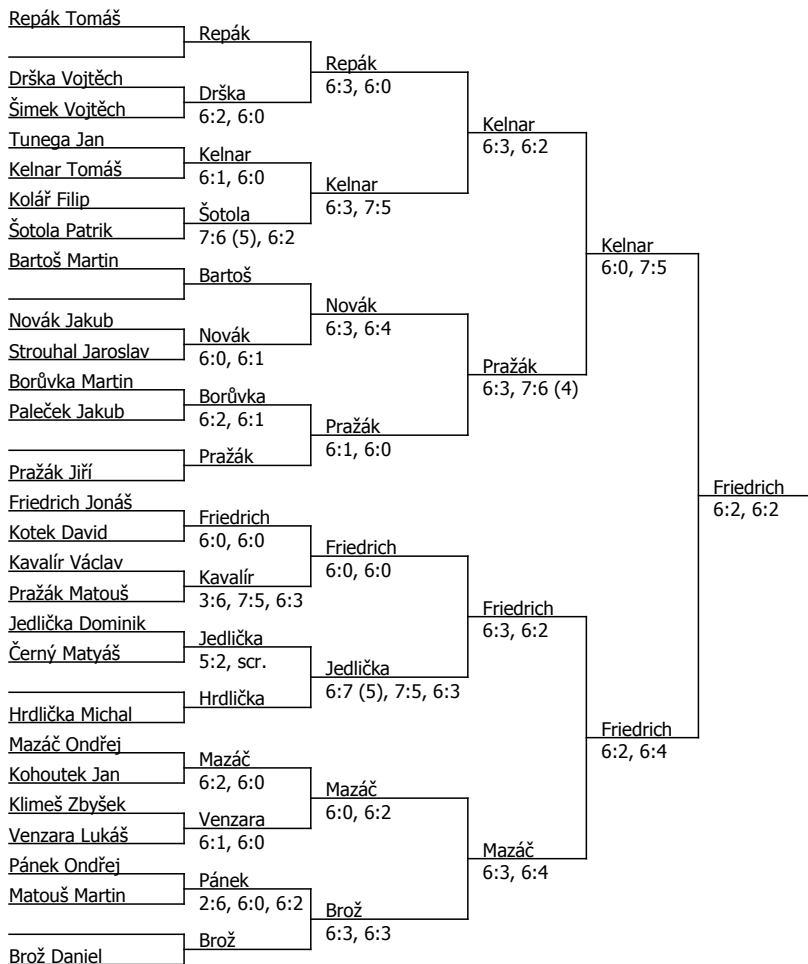 Repák Tomáš
Repák
Repák
6:3, 6:0
Drška Vojtěch
Drška
6:2, 6:0
Šimek Vojtěch
Kelnar
6:3, 6:2
Tunega Jan
Kelnar
6:1, 6:0
Kelnar Tomáš
Kelnar
6:3, 7:5
Kolář Filip
Šotola
7:6 (5), 6:2
Šotola Patrik
Kelnar
6:0, 7:5
Bartoš Martin
Bartoš
Novák
6:3, 6:4
Novák Jakub
Novák
6:0, 6:1
Strouhal Jaroslav
Pražák
6:3, 7:6 (4)
Borůvka Martin
Borůvka
6:2, 6:1
Paleček Jakub
Pražák
6:1, 6:0
Pražák
Pražák Jiří
Friedrich
6:2, 6:2
Friedrich Jonáš
Friedrich
6:0, 6:0
Kotek David
Friedrich
6:0, 6:0
Kavalír Václav
Kavalír
3:6, 7:5, 6:3
Pražák Matouš
Friedrich
6:3, 6:2
Jedlička Dominik
Jedlička
5:2, scr.
Černý Matyáš
Jedlička
6:7 (5), 7:5, 6:3
Hrdlička
Hrdlička Michal
Friedrich
6:2, 6:4
Mazáč Ondřej
Mazáč
6:2, 6:0
Kohoutek Jan
Mazáč
6:0, 6:2
Klimeš Zbyšek
Venzara
6:1, 6:0
Venzara Lukáš
Mazáč
6:3, 6:4
Pánek Ondřej
Pánek
2:6, 6:0, 6:2
Matouš Martin
Brož
6:3, 6:3
Brož
Brož Daniel